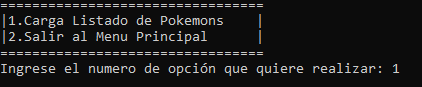 =================================
|1.Carga Listado de Pokemons    |
|2.Salir al Menu Principal      |
=================================
Ingrese el numero de opción que quiere realizar: 1